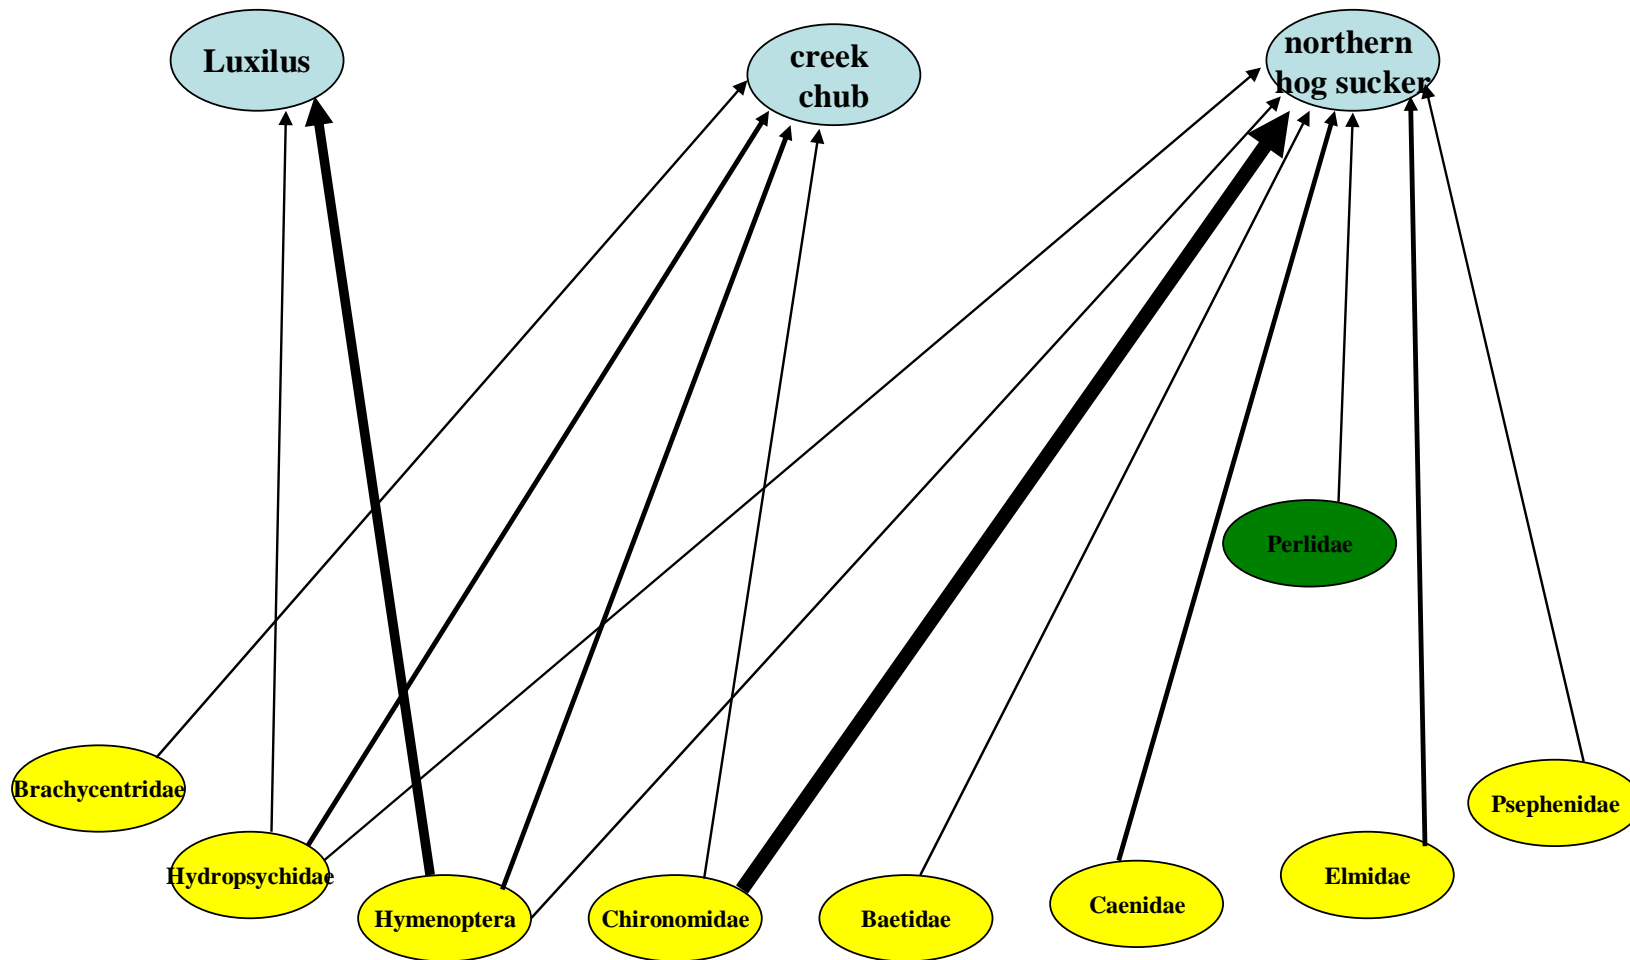 Luxilus
creek
chub
northern
hog sucker
Perlidae
Brachycentridae
Psephenidae
Hydropsychidae
Elmidae
Hymenoptera
Chironomidae
Baetidae
Caenidae